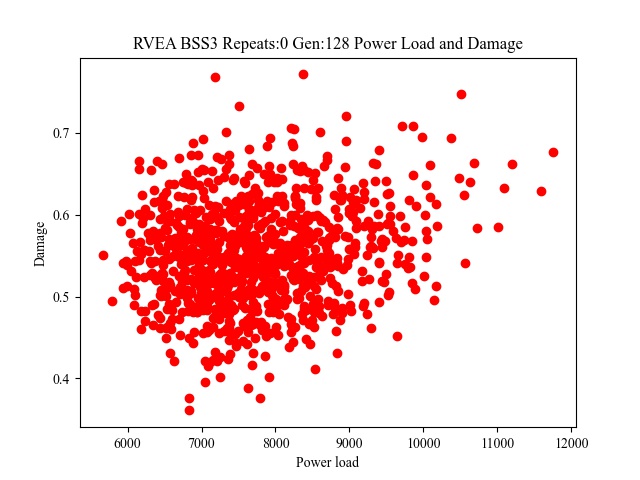 RVEA BSS3 Repeats:0 Gen:128 Power Load and Damage
0.7
0.6
0.5
0.4
Damage
6000 7000 8000 9000 10000 11000 12000
Power load